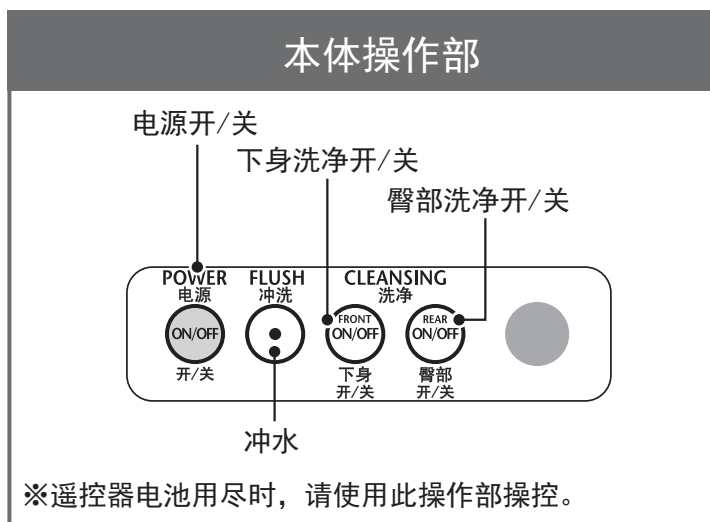 本体操作部
电源开/关
下身洗净开/关
臀部洗净开/关
POWER FLUSH CLEANSING
电源 冲洗 洗净
ON/OFF
FRONT
ON/OFF
REAR
ON/OFF
开/关
下身
开/关
臀部
开/关
冲水
※遥控器电池用尽时，请使用此操作部操控。